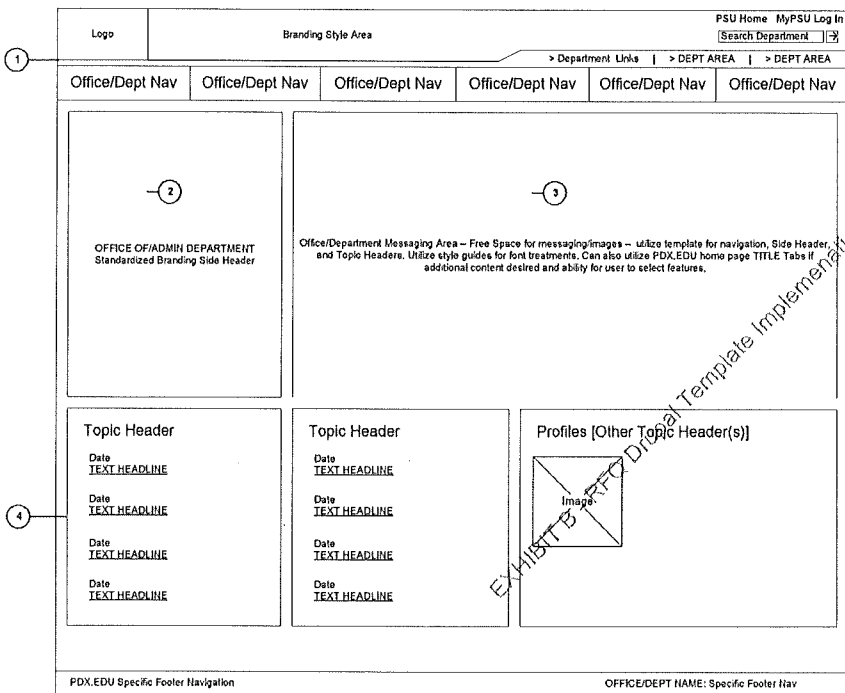 PSU Home MyPSU Log In
Logo
Branding Style Area
Search Department
1
> Department Links | > DEPT AREA | > DEPT AREA
Office/Dept Nav Office/Dept Nav Office/Dept Nav Office/Dept Nav Office/Dept Nav Office/Dept Nav
2
OFFICE OF/ADMIN DEPARTMENT
Standardized Branding Side Header
3
Office/Department Messaging Area – Free Space for messaging/images – utilize template for navigation, Side Header,
and Topic Headers. Utilize style guides for font treatments. Can also utilize PDX.EDU home page TITLE Tabs if
additional content desired and ability for user to select features.
EXHIBIT B - RFQ Drupal Template
4
Topic Header
Date
TEXT HEADLINE
Date
TEXT HEADLINE
Date
TEXT HEADLINE
Date
TEXT HEADLINE
Topic Header
Date
TEXT HEADLINE
Date
TEXT HEADLINE
Date
TEXT HEADLINE
Date
TEXT HEADLINE
Profiles [Other Topic Header(s)]
Image
PDX.EDU Specific Footer Navigation
OFFICE/DEPT NAME: Specific Footer Nav